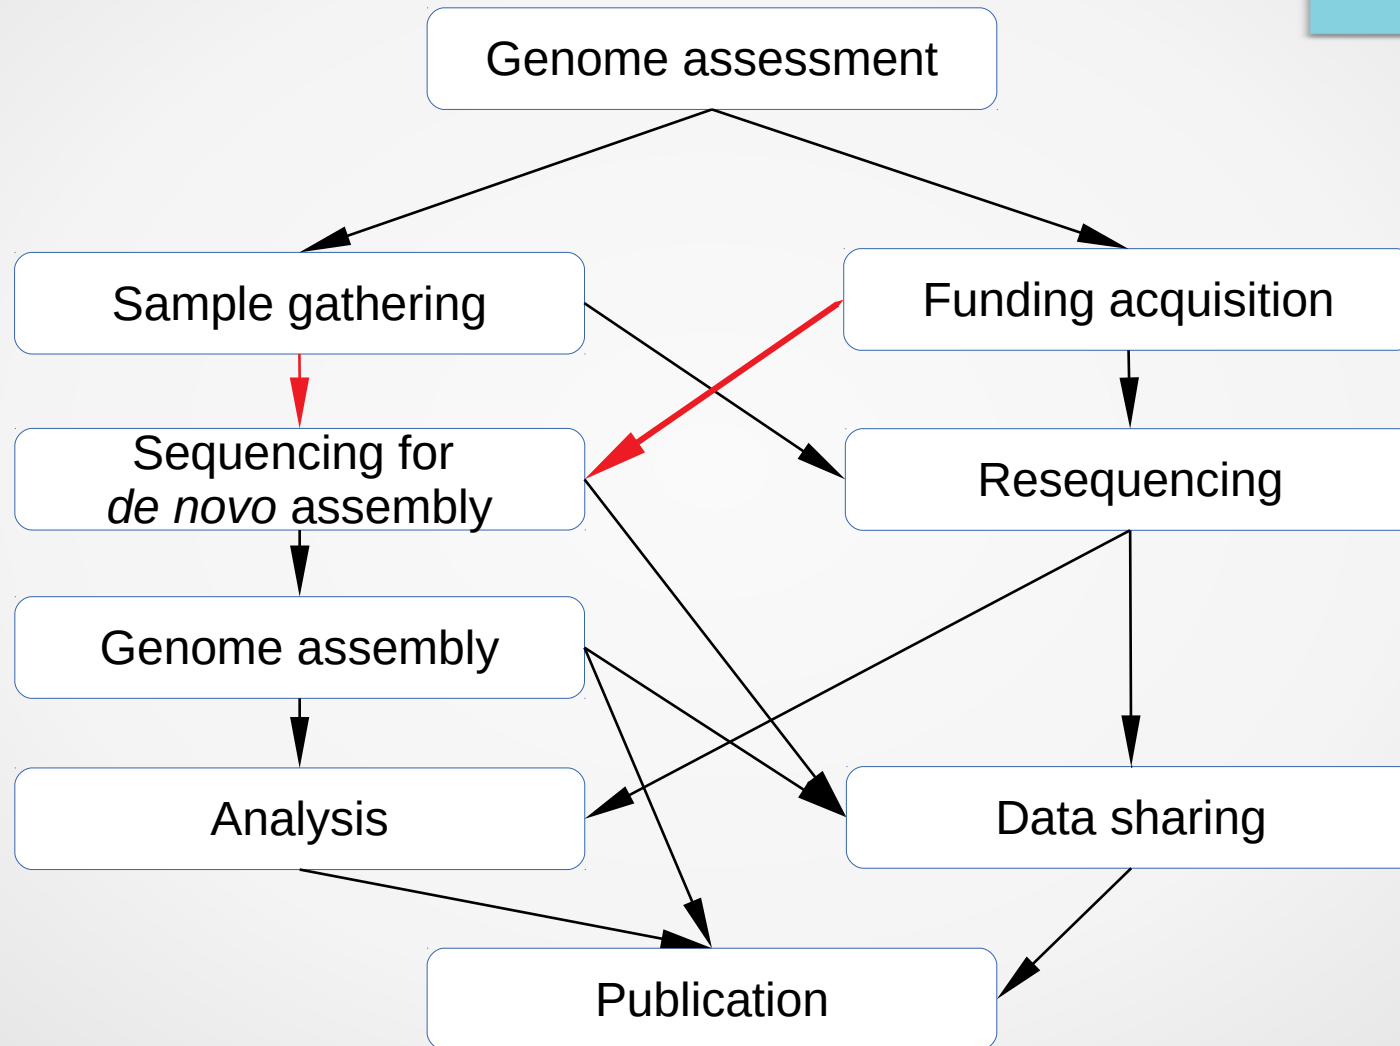 Genome assessment
Sample gathering
Funding acquisition
Sequencing for
de novo assembly
Resequencing
Genome assembly
Analysis
Data sharing
Publication